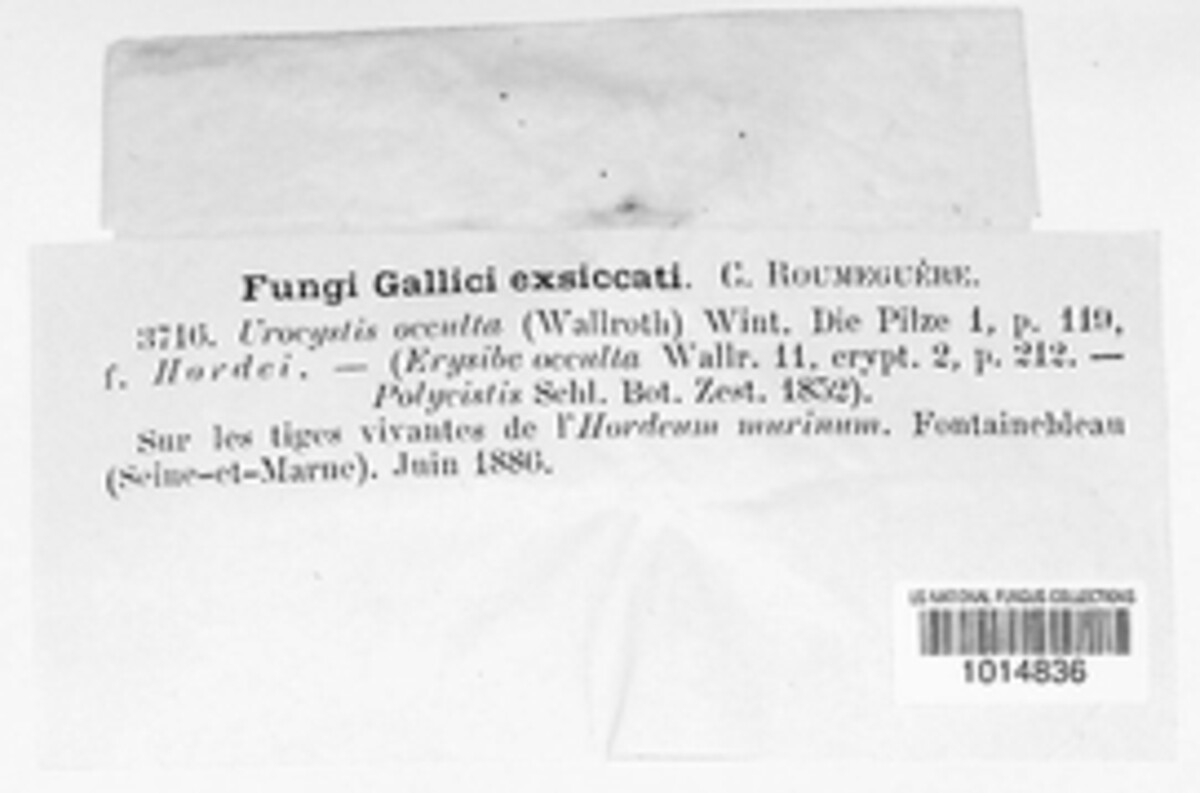 Fungi Gallici exsiccati. C. ROUMEGUÈRE.
3716. Urocystis occulta (Wallroth) Wint. Die Pilze 1, p. 119,
f. Hordei. — (Erysibe occulta Wallr. 11, crypt. 2, p. 212. —
Polycistis Schl. Bot. Zest. 1852).
Sur les tiges vivantes de l'Hordeum murinum. Fontainebleau
(Seine-et-Marne). Juin 1886.
US NATIONAL FUNGUS COLLECTIONS
1014836